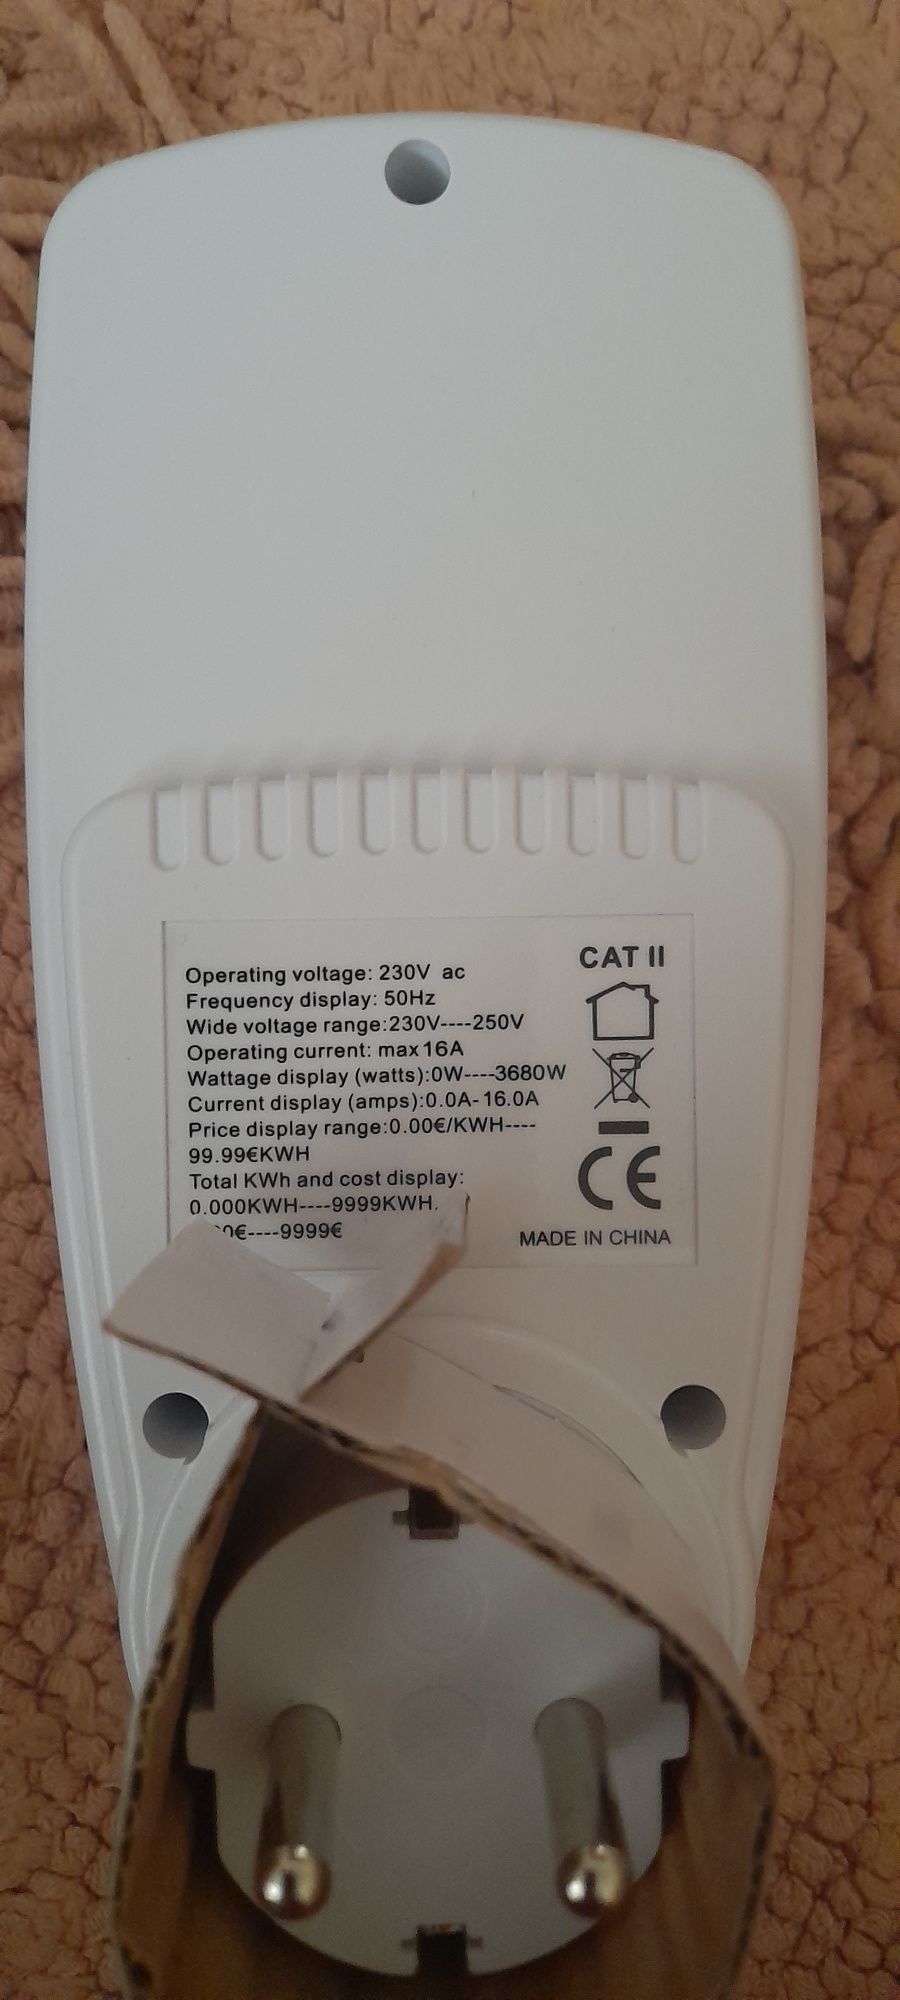 Operating voltage: 230V ac
Frequency display: 50Hz
Wide voltage range:230V----250V
Operating current: max16A
Wattage display (watts):0W----3680W
Current display (amps):0.0A-16.0A
Price display range:0.00€/KWH----
99.99€KWH
Total KWh and cost display:
0.000KWH----9999KWH.
0€----9999€
CAT II
CE
MADE IN CHINA